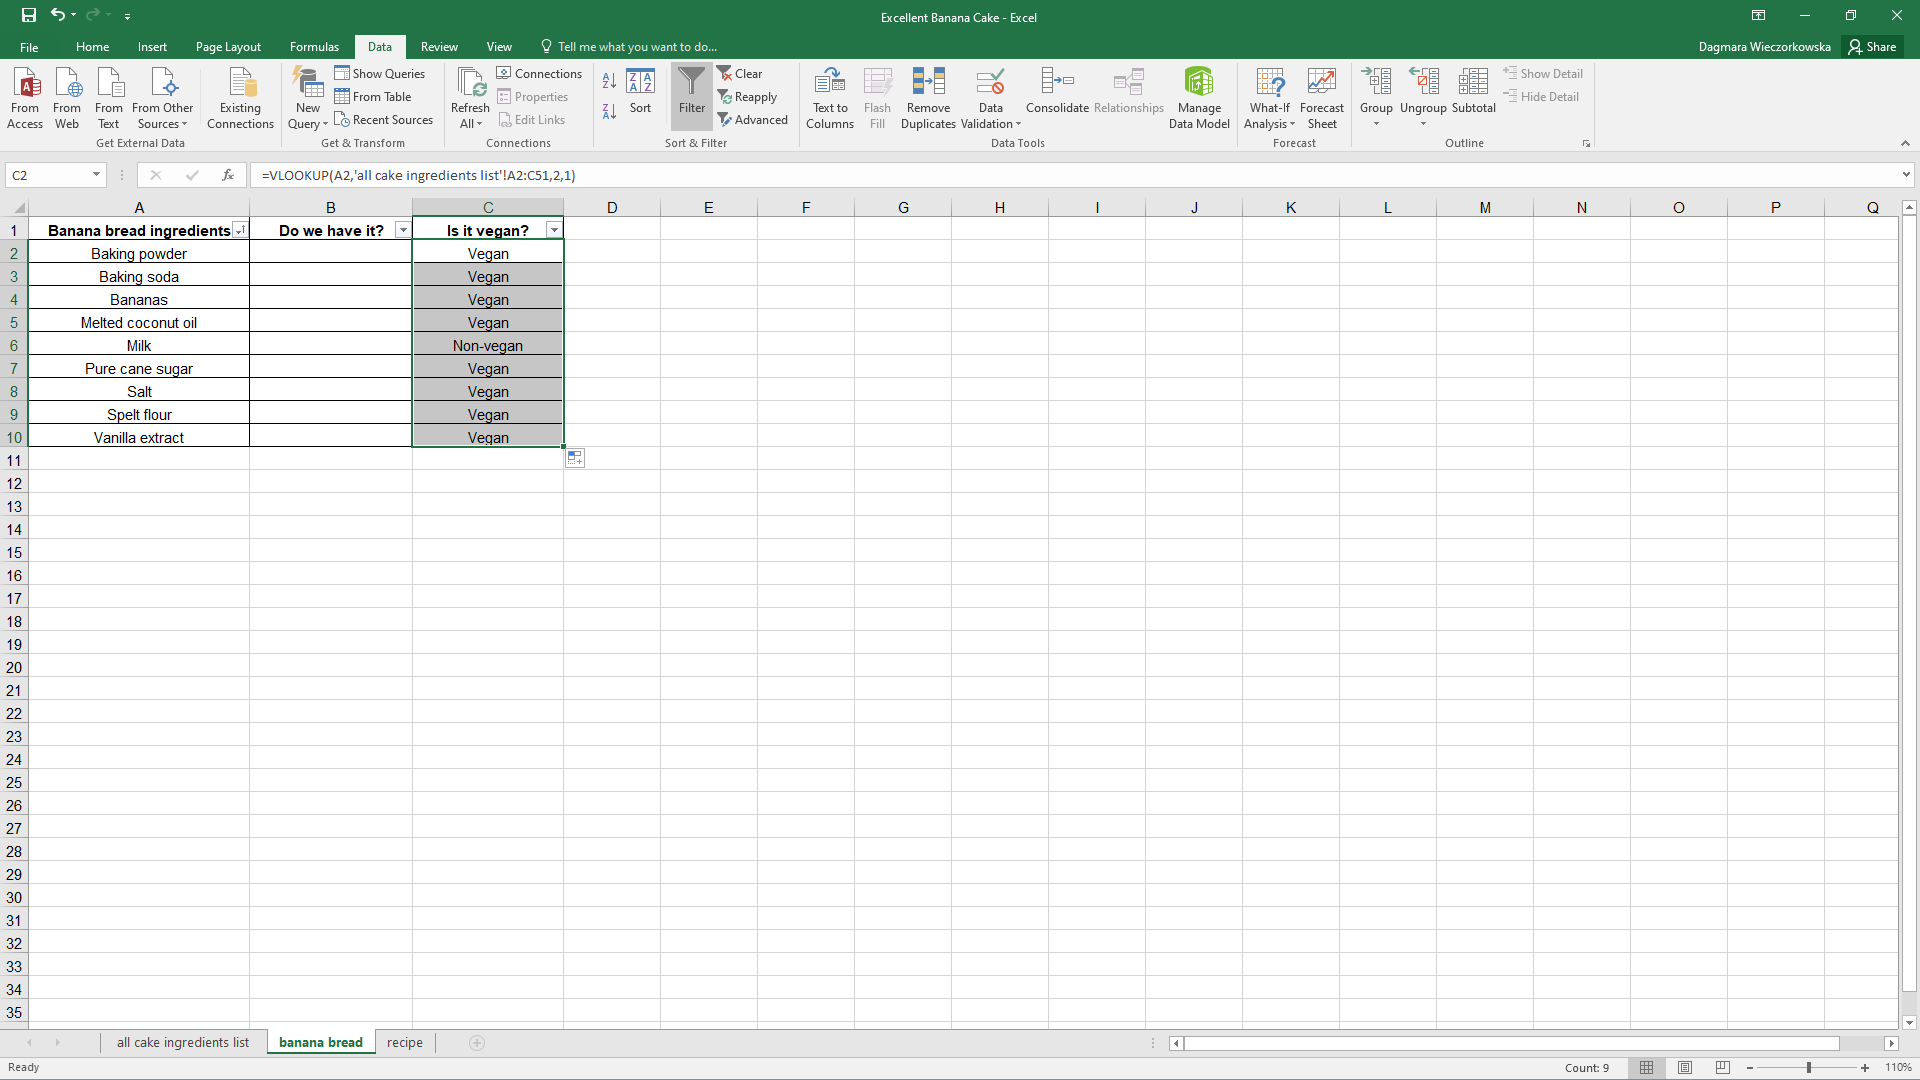 Excellent Banana Cake - Excel
File Home Insert Page Layout Formulas Data Review View Tell me what you want to do... Dagmara Wieczorkowska Share
From Access
From Web
From Text
From Other Sources
Existing Connections
Get External Data
New Query
Show Queries
From Table
Recent Sources
Get & Transform
Refresh All
Connections
Properties
Edit Links
Connections
Sort
Filter
Clear
Reapply
Advanced
Sort & Filter
Text to Columns
Flash Fill
Remove Duplicates
Data Validation
Consolidate
Relationships
Manage Data Model
Data Tools
What-If Analysis
Forecast Sheet
Forecast
Group
Ungroup
Subtotal
Show Detail
Hide Detail
Outline
C2 fx =VLOOKUP(A2,'all cake ingredients list'!A2:C51,2,1)
A B C D E F G H I J K L M N O P Q
1 Banana bread ingredients Do we have it? Is it vegan?
2 Baking powder Vegan
3 Baking soda Vegan
4 Bananas Vegan
5 Melted coconut oil Vegan
6 Milk Non-vegan
7 Pure cane sugar Vegan
8 Salt Vegan
9 Spelt flour Vegan
10 Vanilla extract Vegan
11
12
13
14
15
16
17
18
19
20
21
22
23
24
25
26
27
28
29
30
31
32
33
34
35
all cake ingredients list banana bread recipe
Ready Count: 9 110%